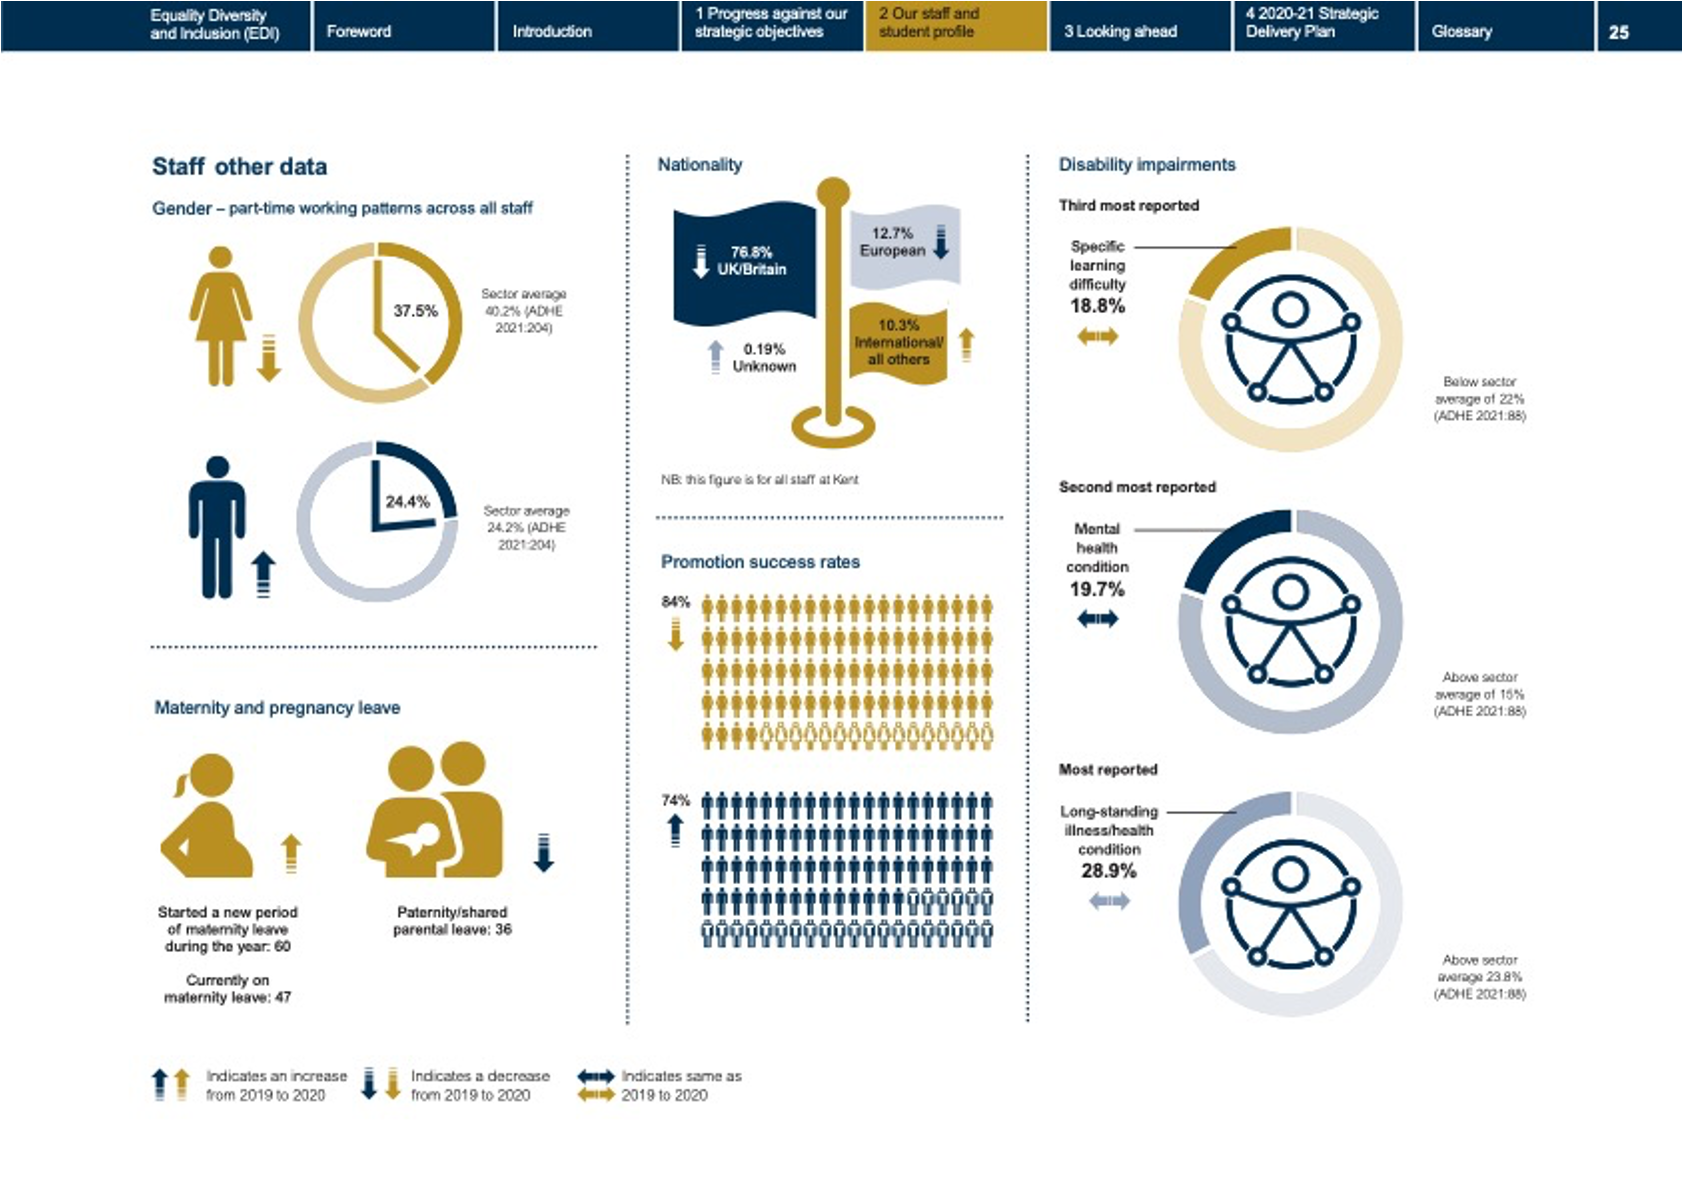 Equality Diversity
and Inclusion (EDI)
Foreword
Introduction
1 Progress against our
strategic objectives
2 Our staff and
student profile
3 Looking ahead
4 2020-21 Strategic
Delivery Plan
Glossary
25
Staff other data
Gender – part-time working patterns across all staff
37.5%
Sector average
40.2% (ADHE
2021:204)
24.4%
Sector average
24.2% (ADHE
2021:204)
Maternity and pregnancy leave
Started a new period
of maternity leave
during the year: 60
Currently on
maternity leave: 47
Paternity/shared
parental leave: 36
Nationality
76.8%
UK/Britain
12.7%
European
0.19%
Unknown
10.3%
International/
all others
NB: this figure is for all staff at Kent
Promotion success rates
84%
74%
Disability impairments
Third most reported
Specific
learning
difficulty
18.8%
Below sector
average of 22%
(ADHE 2021:88)
Second most reported
Mental
health
condition
19.7%
Above sector
average of 15%
(ADHE 2021:88)
Most reported
Long-standing
illness/health
condition
28.9%
Above sector
average 23.8%
(ADHE 2021:88)
Indicates an increase
from 2019 to 2020
Indicates a decrease
from 2019 to 2020
Indicates same as
2019 to 2020